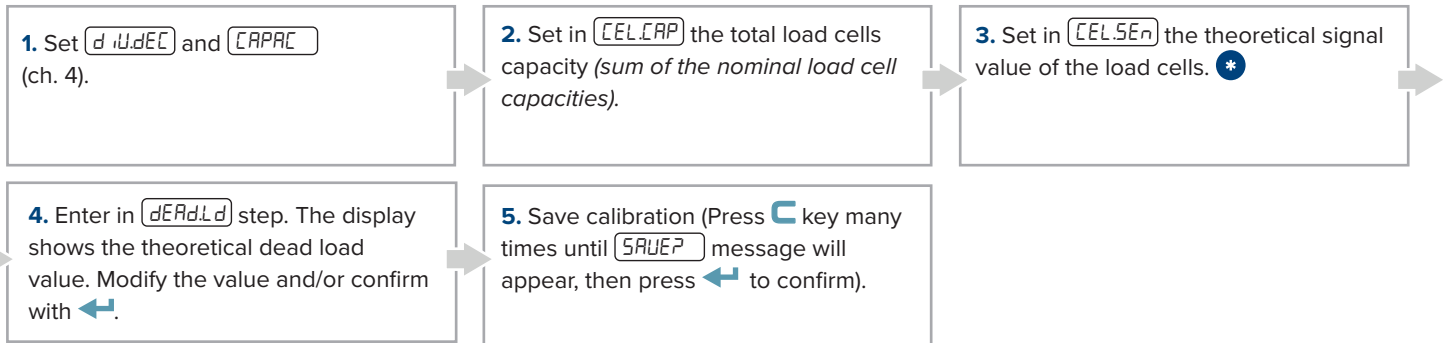 1. Set diU.dEC and CAPAC
(ch. 4).
2. Set in CEL.CAP the total load cells
capacity (sum of the nominal load cell
capacities).
3. Set in CEL.SEn the theoretical signal
value of the load cells. *
4. Enter in dEAd.Ld step. The display
shows the theoretical dead load
value. Modify the value and/or confirm
with .
5. Save calibration (Press C key many
times until SAVE? message will
appear, then press to confirm).